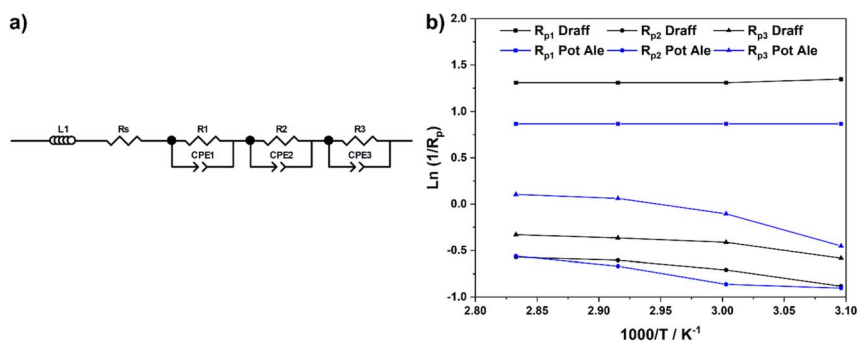 a)
L1 Rs R1 R2 R3
CPE1 CPE2 CPE3
b)
Rp1 Draff Rp2 Draff Rp3 Draff
Rp1 Pot Ale Rp2 Pot Ale Rp3 Pot Ale
Ln (1/Rp)
2.0
1.5
1.0
0.5
0.0
-0.5
-1.0
2.80 2.85 2.90 2.95 3.00 3.05 3.10
1000/T / K-1